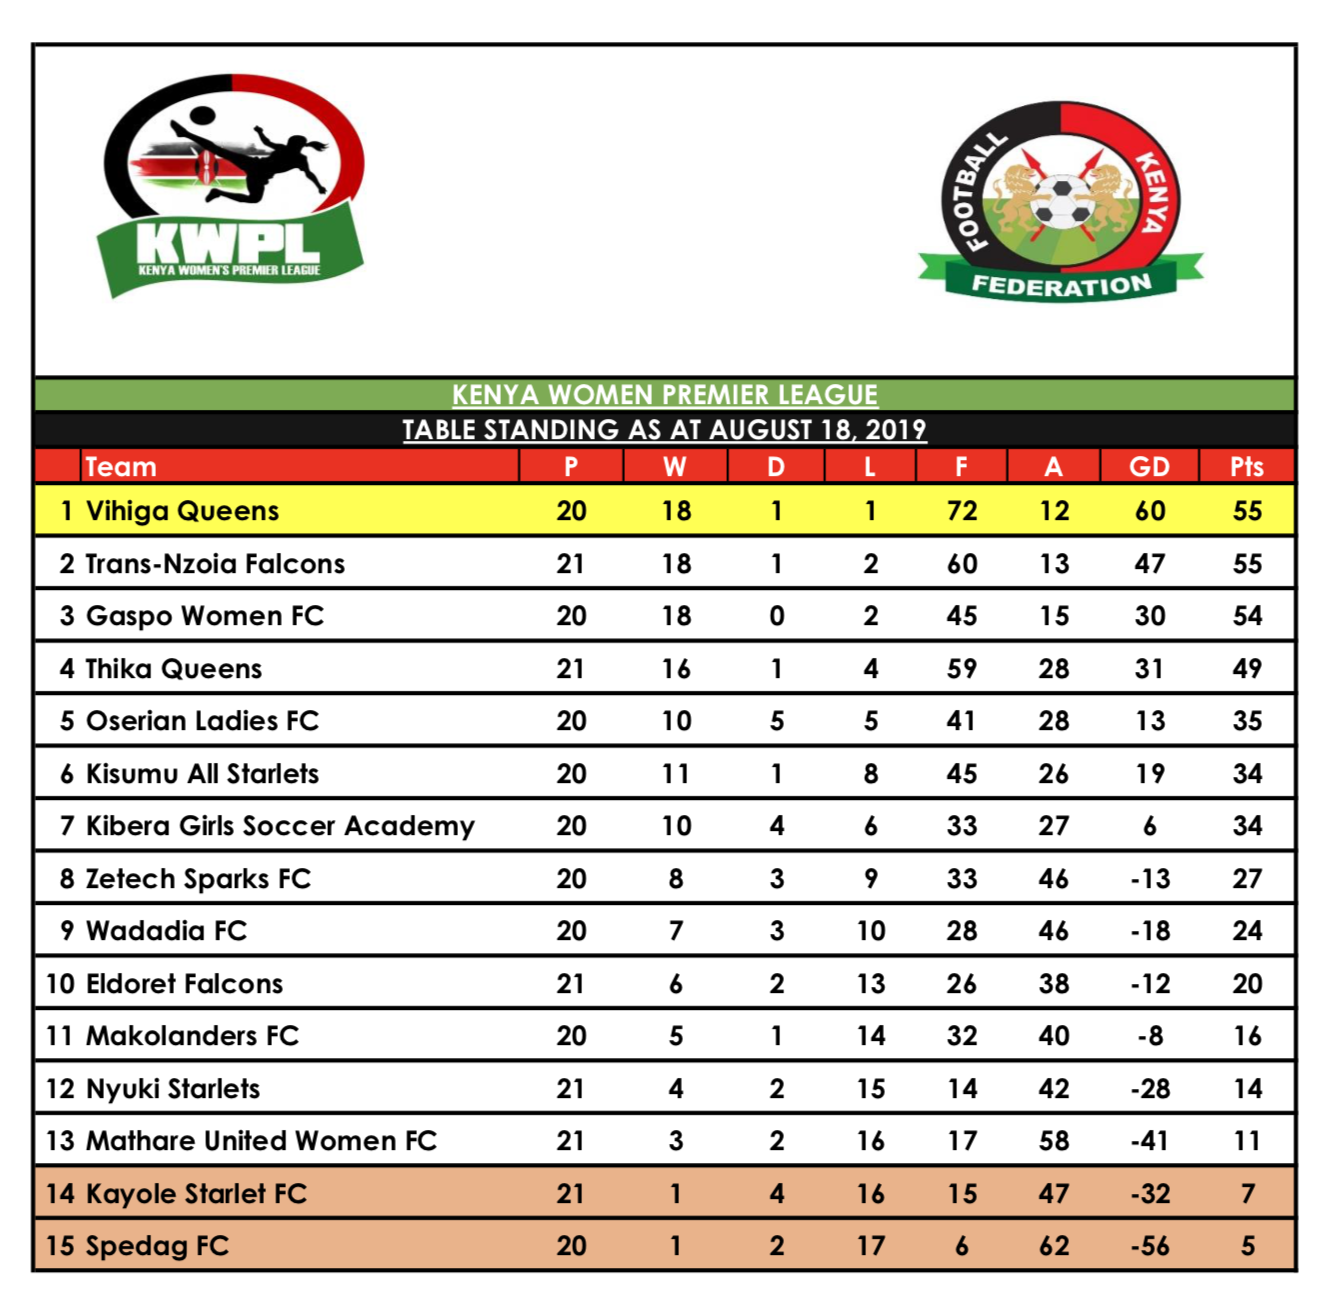 KWPL
KENYA WOMEN'S PREMIER LEAGUE
FOOTBALL KENYA
FEDERATION
KENYA WOMEN PREMIER LEAGUE
TABLE STANDING AS AT AUGUST 18, 2019
Team P W D L F A GD Pts
1 Vihiga Queens 20 18 1 1 72 12 60 55
2 Trans-Nzoia Falcons 21 18 1 2 60 13 47 55
3 Gaspo Women FC 20 18 0 2 45 15 30 54
4 Thika Queens 21 16 1 4 59 28 31 49
5 Oserian Ladies FC 20 10 5 5 41 28 13 35
6 Kisumu All Starlets 20 11 1 8 45 26 19 34
7 Kibera Girls Soccer Academy 20 10 4 6 33 27 6 34
8 Zetech Sparks FC 20 8 3 9 33 46 -13 27
9 Wadadia FC 20 7 3 10 28 46 -18 24
10 Eldoret Falcons 21 6 2 13 26 38 -12 20
11 Makolanders FC 20 5 1 14 32 40 -8 16
12 Nyuki Starlets 21 4 2 15 14 42 -28 14
13 Mathare United Women FC 21 3 2 16 17 58 -41 11
14 Kayole Starlet FC 21 1 4 16 15 47 -32 7
15 Spedag FC 20 1 2 17 6 62 -56 5